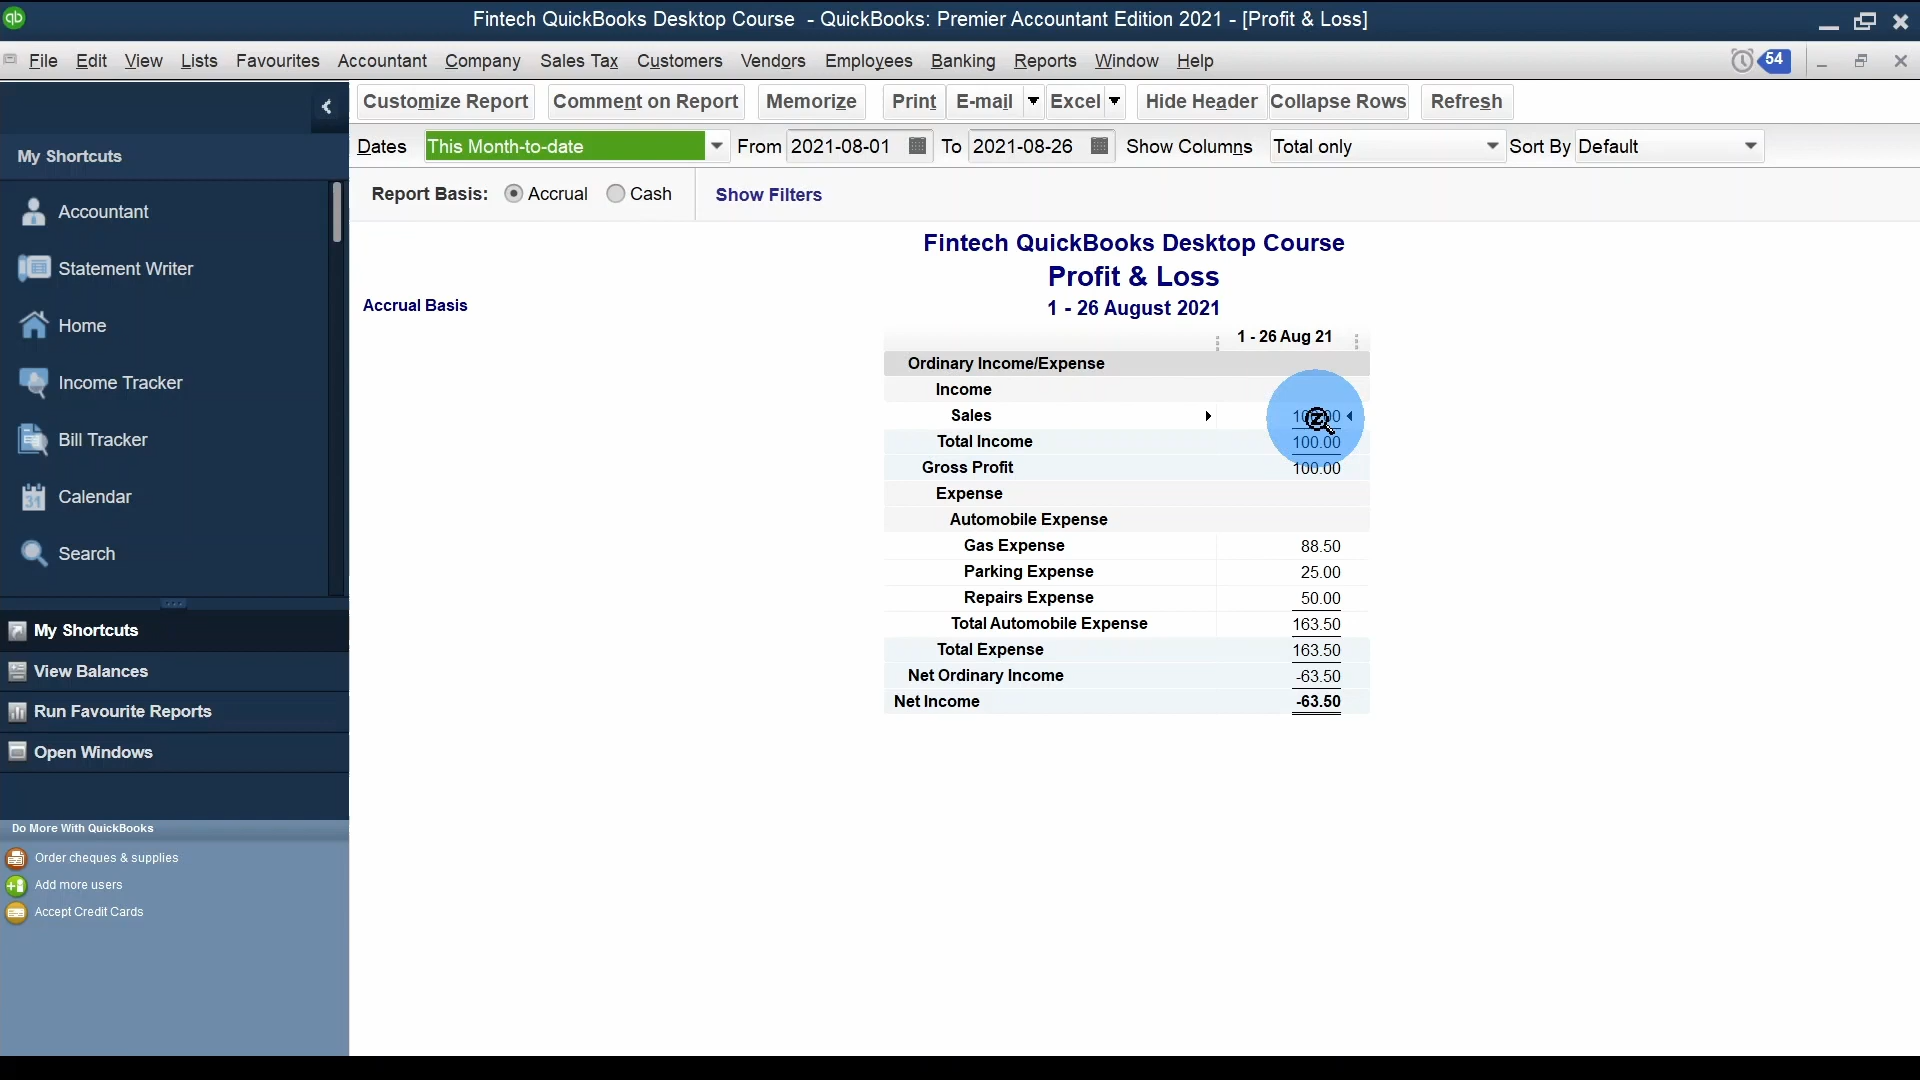 qb Fintech QuickBooks Desktop Course - QuickBooks: Premier Accountant Edition 2021 - [Profit & Loss]
File Edit View Lists Favourites Accountant Company Sales Tax Customers Vendors Employees Banking Reports Window Help 54
Customize Report Comment on Report Memorize Print E-mail Excel Hide Header Collapse Rows Refresh
Dates This Month-to-date From 2021-08-01 To 2021-08-26 Show Columns Total only Sort By Default
Report Basis: Accrual Cash Show Filters
My Shortcuts
Accountant
Statement Writer
Home
Income Tracker
Bill Tracker
31 Calendar
Search
My Shortcuts
View Balances
Run Favourite Reports
Open Windows
Do More With QuickBooks
Order cheques & supplies
Add more users
Accept Credit Cards
Fintech QuickBooks Desktop Course
Profit & Loss
Accrual Basis 1 - 26 August 2021
1 - 26 Aug 21
Ordinary Income/Expense
Income
Sales
Total Income 100.00
Gross Profit 100.00
Expense
Automobile Expense
Gas Expense 88.50
Parking Expense 25.00
Repairs Expense 50.00
Total Automobile Expense 163.50
Total Expense 163.50
Net Ordinary Income -63.50
Net Income -63.50